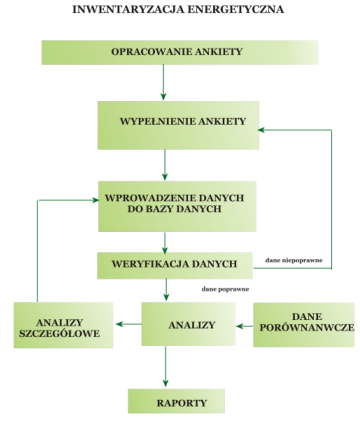 INWENTARYZACJA ENERGETYCZNA
OPRACOWANIE ANKIETY
WYPEŁNIENIE ANKIETY
WPROWADZENIE DANYCH
DO BAZY DANYCH
WERYFIKACJA DANYCH
dane niepoprawne
dane poprawne
ANALIZY
SZCZEGÓŁOWE
ANALIZY
DANE
PORÓWNANWCZE
RAPORTY